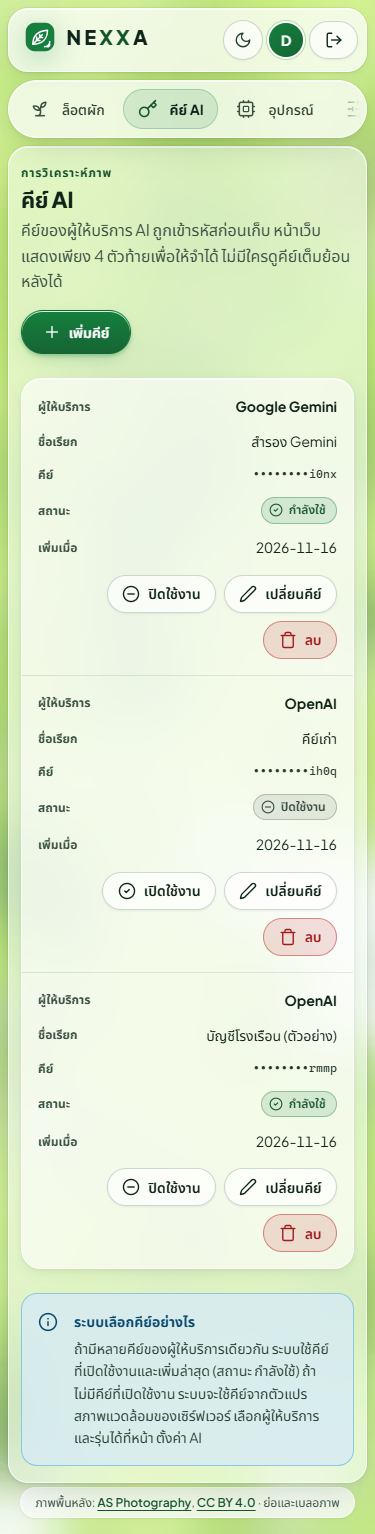 NEXXA
D
ล็อตผัก
คีย์ AI
อุปกรณ์
การวิเคราะห์ภาพ
คีย์ AI
คีย์ของผู้ให้บริการ AI ถูกเข้ารหัสก่อนเก็บ หน้าเว็บ
แสดงเพียง 4 ตัวท้ายเพื่อให้จำได้ ไม่มีใครดูคีย์เต็มย้อน
หลังได้
เพิ่มคีย์
ผู้ให้บริการ Google Gemini
ชื่อเรียก สำรอง Gemini
คีย์ ••••••••i0nx
สถานะ กำลังใช้
เพิ่มเมื่อ 2026-11-16
ปิดใช้งาน เปลี่ยนคีย์
ลบ
ผู้ให้บริการ OpenAI
ชื่อเรียก คีย์เก่า
คีย์ ••••••••ih0q
สถานะ ปิดใช้งาน
เพิ่มเมื่อ 2026-11-16
เปิดใช้งาน เปลี่ยนคีย์
ลบ
ผู้ให้บริการ OpenAI
ชื่อเรียก บัญชีโรงเรือน (ตัวอย่าง)
คีย์ ••••••••rmmp
สถานะ กำลังใช้
เพิ่มเมื่อ 2026-11-16
ปิดใช้งาน เปลี่ยนคีย์
ลบ
ระบบเลือกคีย์อย่างไร
ถ้ามีหลายคีย์ของผู้ให้บริการเดียวกัน ระบบใช้คีย์
ที่เปิดใช้งานและเพิ่มล่าสุด (สถานะ กำลังใช้) ถ้า
ไม่มีคีย์ที่เปิดใช้งาน ระบบจะใช้คีย์จากตัวแปร
สภาพแวดล้อมของเซิร์ฟเวอร์ เลือกผู้ให้บริการ
และรุ่นได้ที่หน้า ตั้งค่า AI
ภาพพื้นหลัง: AS Photography, CC BY 4.0 · ย่อและเบลอภาพ